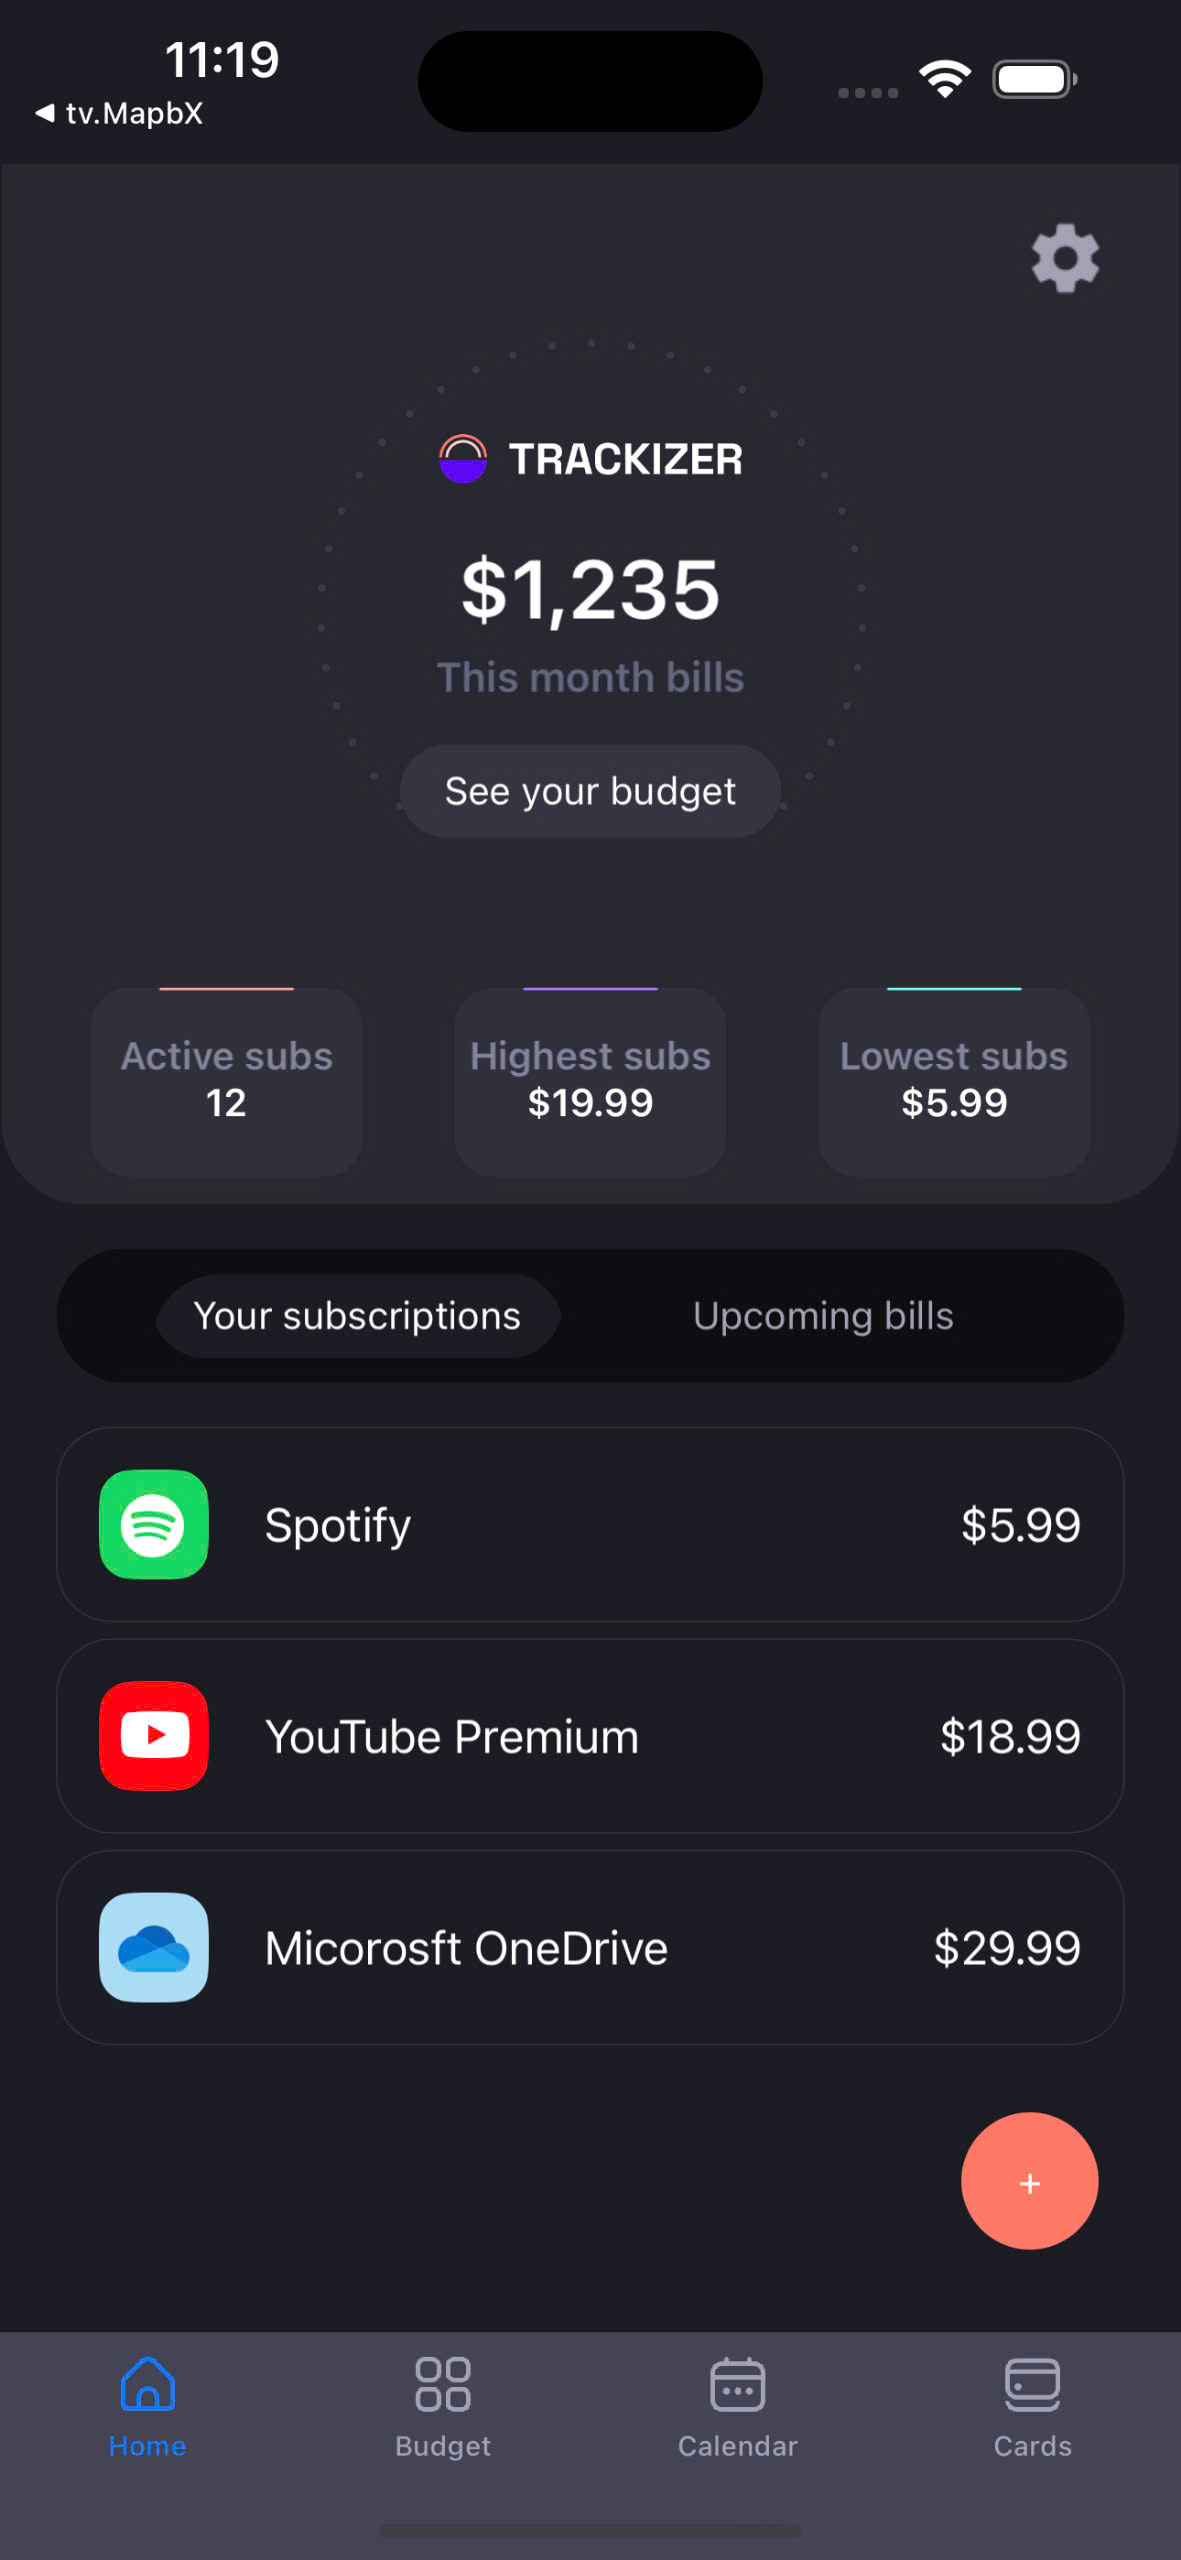 11:19
◀ tv.MapbX
TRACKIZER
$1,235
This month bills
See your budget
Active subs
12
Highest subs
$19.99
Lowest subs
$5.99
Your subscriptions
Upcoming bills
Spotify
$5.99
YouTube Premium
$18.99
Micorosft OneDrive
$29.99
+
Home
Budget
Calendar
Cards